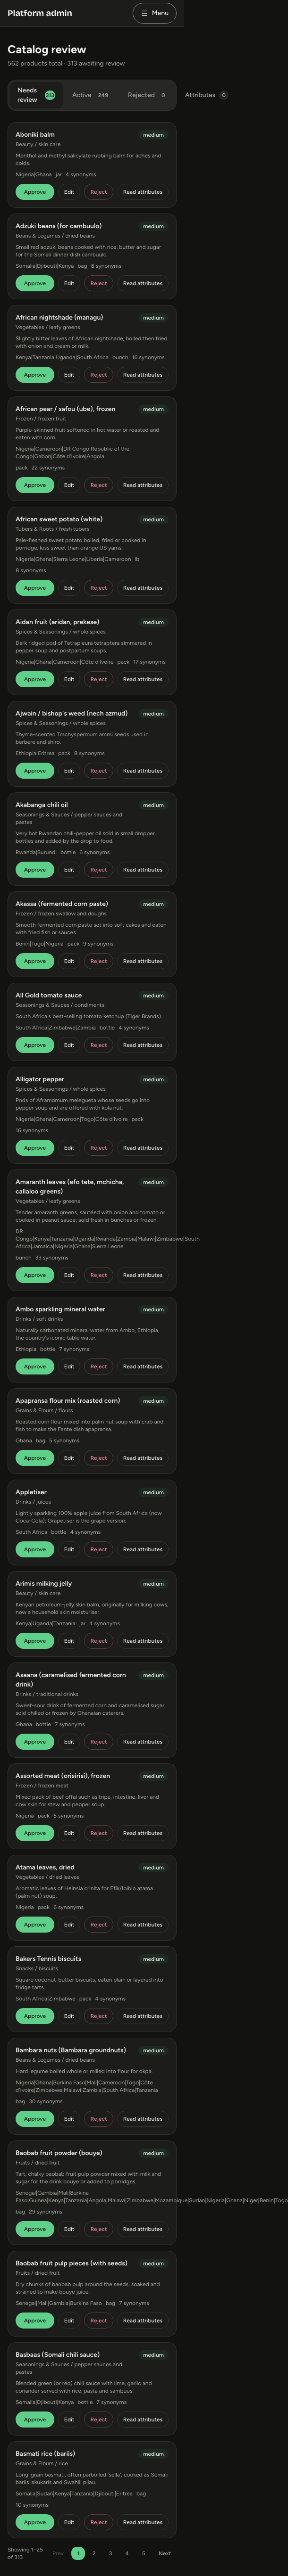 Platform admin
Menu
Catalog review
562 products total · 313 awaiting review
Needs review 313
Active 249
Rejected 0
Attributes 0
Aboniki balm
medium
Beauty / skin care
Menthol and methyl salicylate rubbing balm for aches and
colds.
Nigeria|Ghana jar 4 synonyms
Approve Edit Reject Read attributes
Adzuki beans (for cambuulo)
medium
Beans & Legumes / dried beans
Small red adzuki beans cooked with rice, butter and sugar
for the Somali dinner dish cambuulo.
Somalia|Djibouti|Kenya bag 8 synonyms
Approve Edit Reject Read attributes
African nightshade (managu)
medium
Vegetables / leafy greens
Slightly bitter leaves of African nightshade, boiled then fried
with onion and cream or milk.
Kenya|Tanzania|Uganda|South Africa bunch 16 synonyms
Approve Edit Reject Read attributes
African pear / safou (ube), frozen
medium
Frozen / frozen fruit
Purple-skinned fruit softened in hot water or roasted and
eaten with corn.
Nigeria|Cameroon|DR Congo|Republic of the
Congo|Gabon|Côte d'Ivoire|Angola
pack 22 synonyms
Approve Edit Reject Read attributes
African sweet potato (white)
medium
Tubers & Roots / fresh tubers
Pale-fleshed sweet potato boiled, fried or cooked in
porridge, less sweet than orange US yams.
Nigeria|Ghana|Sierra Leone|Liberia|Cameroon lb
8 synonyms
Approve Edit Reject Read attributes
Aidan fruit (aridan, prekese)
medium
Spices & Seasonings / whole spices
Dark ridged pod of Tetrapleura tetraptera simmered in
pepper soup and postpartum soups.
Nigeria|Ghana|Cameroon|Côte d'Ivoire pack 17 synonyms
Approve Edit Reject Read attributes
Ajwain / bishop's weed (nech azmud)
medium
Spices & Seasonings / whole spices
Thyme-scented Trachyspermum ammi seeds used in
berbere and shiro.
Ethiopia|Eritrea pack 8 synonyms
Approve Edit Reject Read attributes
Akabanga chili oil
medium
Seasonings & Sauces / pepper sauces and
pastes
Very hot Rwandan chili-pepper oil sold in small dropper
bottles and added by the drop to food.
Rwanda|Burundi bottle 6 synonyms
Approve Edit Reject Read attributes
Akassa (fermented corn paste)
medium
Frozen / frozen swallow and doughs
Smooth fermented corn paste set into soft cakes and eaten
with fried fish or sauces.
Benin|Togo|Nigeria pack 9 synonyms
Approve Edit Reject Read attributes
All Gold tomato sauce
medium
Seasonings & Sauces / condiments
South Africa's best-selling tomato ketchup (Tiger Brands).
South Africa|Zimbabwe|Zambia bottle 4 synonyms
Approve Edit Reject Read attributes
Alligator pepper
medium
Spices & Seasonings / whole spices
Pods of Aframomum melegueta whose seeds go into
pepper soup and are offered with kola nut.
Nigeria|Ghana|Cameroon|Togo|Côte d'Ivoire pack
16 synonyms
Approve Edit Reject Read attributes
Amaranth leaves (efo tete, mchicha,
callaloo greens)
medium
Vegetables / leafy greens
Tender amaranth greens, sautéed with onion and tomato or
cooked in peanut sauce; sold fresh in bunches or frozen.
DR
Congo|Kenya|Tanzania|Uganda|Rwanda|Zambia|Malawi|Zimbabwe|South
Africa|Jamaica|Nigeria|Ghana|Sierra Leone
bunch 33 synonyms
Approve Edit Reject Read attributes
Ambo sparkling mineral water
medium
Drinks / soft drinks
Naturally carbonated mineral water from Ambo, Ethiopia,
the country's iconic table water.
Ethiopia bottle 7 synonyms
Approve Edit Reject Read attributes
Apapransa flour mix (roasted corn)
medium
Grains & Flours / flours
Roasted corn flour mixed into palm nut soup with crab and
fish to make the Fante dish apapransa.
Ghana bag 5 synonyms
Approve Edit Reject Read attributes
Appletiser
medium
Drinks / juices
Lightly sparkling 100% apple juice from South Africa (now
Coca-Cola); Grapetiser is the grape version.
South Africa bottle 4 synonyms
Approve Edit Reject Read attributes
Arimis milking jelly
medium
Beauty / skin care
Kenyan petroleum-jelly skin balm, originally for milking cows,
now a household skin moisturiser.
Kenya|Uganda|Tanzania jar 4 synonyms
Approve Edit Reject Read attributes
Asaana (caramelised fermented corn
drink)
medium
Drinks / traditional drinks
Sweet-sour drink of fermented corn and caramelised sugar,
sold chilled or frozen by Ghanaian caterers.
Ghana bottle 7 synonyms
Approve Edit Reject Read attributes
Assorted meat (orisirisi), frozen
medium
Frozen / frozen meat
Mixed pack of beef offal such as tripe, intestine, liver and
cow skin for stew and pepper soup.
Nigeria pack 5 synonyms
Approve Edit Reject Read attributes
Atama leaves, dried
medium
Vegetables / dried leaves
Aromatic leaves of Heinsia crinita for Efik/Ibibio atama
(palm nut) soup.
Nigeria pack 6 synonyms
Approve Edit Reject Read attributes
Bakers Tennis biscuits
medium
Snacks / biscuits
Square coconut-butter biscuits, eaten plain or layered into
fridge tarts.
South Africa|Zimbabwe pack 4 synonyms
Approve Edit Reject Read attributes
Bambara nuts (Bambara groundnuts)
medium
Beans & Legumes / dried beans
Hard legume boiled whole or milled into flour for okpa.
Nigeria|Ghana|Burkina Faso|Mali|Cameroon|Togo|Côte
d'Ivoire|Zimbabwe|Malawi|Zambia|South Africa|Tanzania
bag 30 synonyms
Approve Edit Reject Read attributes
Baobab fruit powder (bouye)
medium
Fruits / dried fruit
Tart, chalky baobab fruit pulp powder mixed with milk and
sugar for the drink bouye or added to porridges.
Senegal|Gambia|Mali|Burkina
Faso|Guinea|Kenya|Tanzania|Angola|Malawi|Zimbabwe|Mozambique|Sudan|Nigeria|Ghana|Niger|Benin|Togo
bag 29 synonyms
Approve Edit Reject Read attributes
Baobab fruit pulp pieces (with seeds)
medium
Fruits / dried fruit
Dry chunks of baobab pulp around the seeds, soaked and
strained to make bouye juice.
Senegal|Mali|Gambia|Burkina Faso bag 7 synonyms
Approve Edit Reject Read attributes
Basbaas (Somali chili sauce)
medium
Seasonings & Sauces / pepper sauces and
pastes
Blended green (or red) chili sauce with lime, garlic and
coriander served with rice, pasta and sambuus.
Somalia|Djibouti|Kenya bottle 7 synonyms
Approve Edit Reject Read attributes
Basmati rice (bariis)
medium
Grains & Flours / rice
Long-grain basmati, often parboiled 'sella', cooked as Somali
bariis iskukaris and Swahili pilau.
Somalia|Sudan|Kenya|Tanzania|Djibouti|Eritrea bag
10 synonyms
Approve Edit Reject Read attributes
Showing 1–25
of 313
Prev 1 2 3 4 5 Next